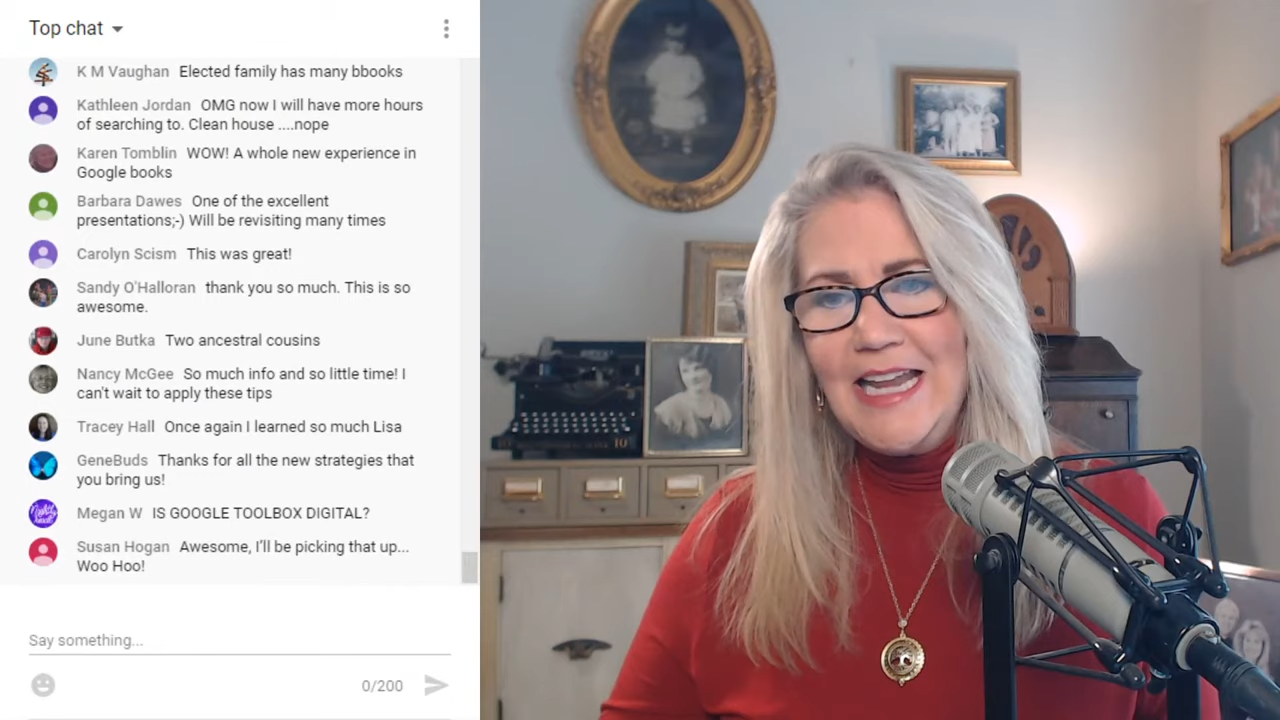 Top chat
K M Vaughan Elected family has many bbooks
Kathleen Jordan OMG now I will have more hours
of searching to. Clean house ....nope
Karen Tomblin WOW! A whole new experience in
Google books
Barbara Dawes One of the excellent
presentations;-) Will be revisiting many times
Carolyn Scism This was great!
Sandy O'Halloran thank you so much. This is so
awesome.
June Butka Two ancestral cousins
Nancy McGee So much info and so little time! I
can't wait to apply these tips
Tracey Hall Once again I learned so much Lisa
GeneBuds Thanks for all the new strategies that
you bring us!
Megan W IS GOOGLE TOOLBOX DIGITAL?
Susan Hogan Awesome, I'll be picking that up...
Woo Hoo!
Say something...
0/200